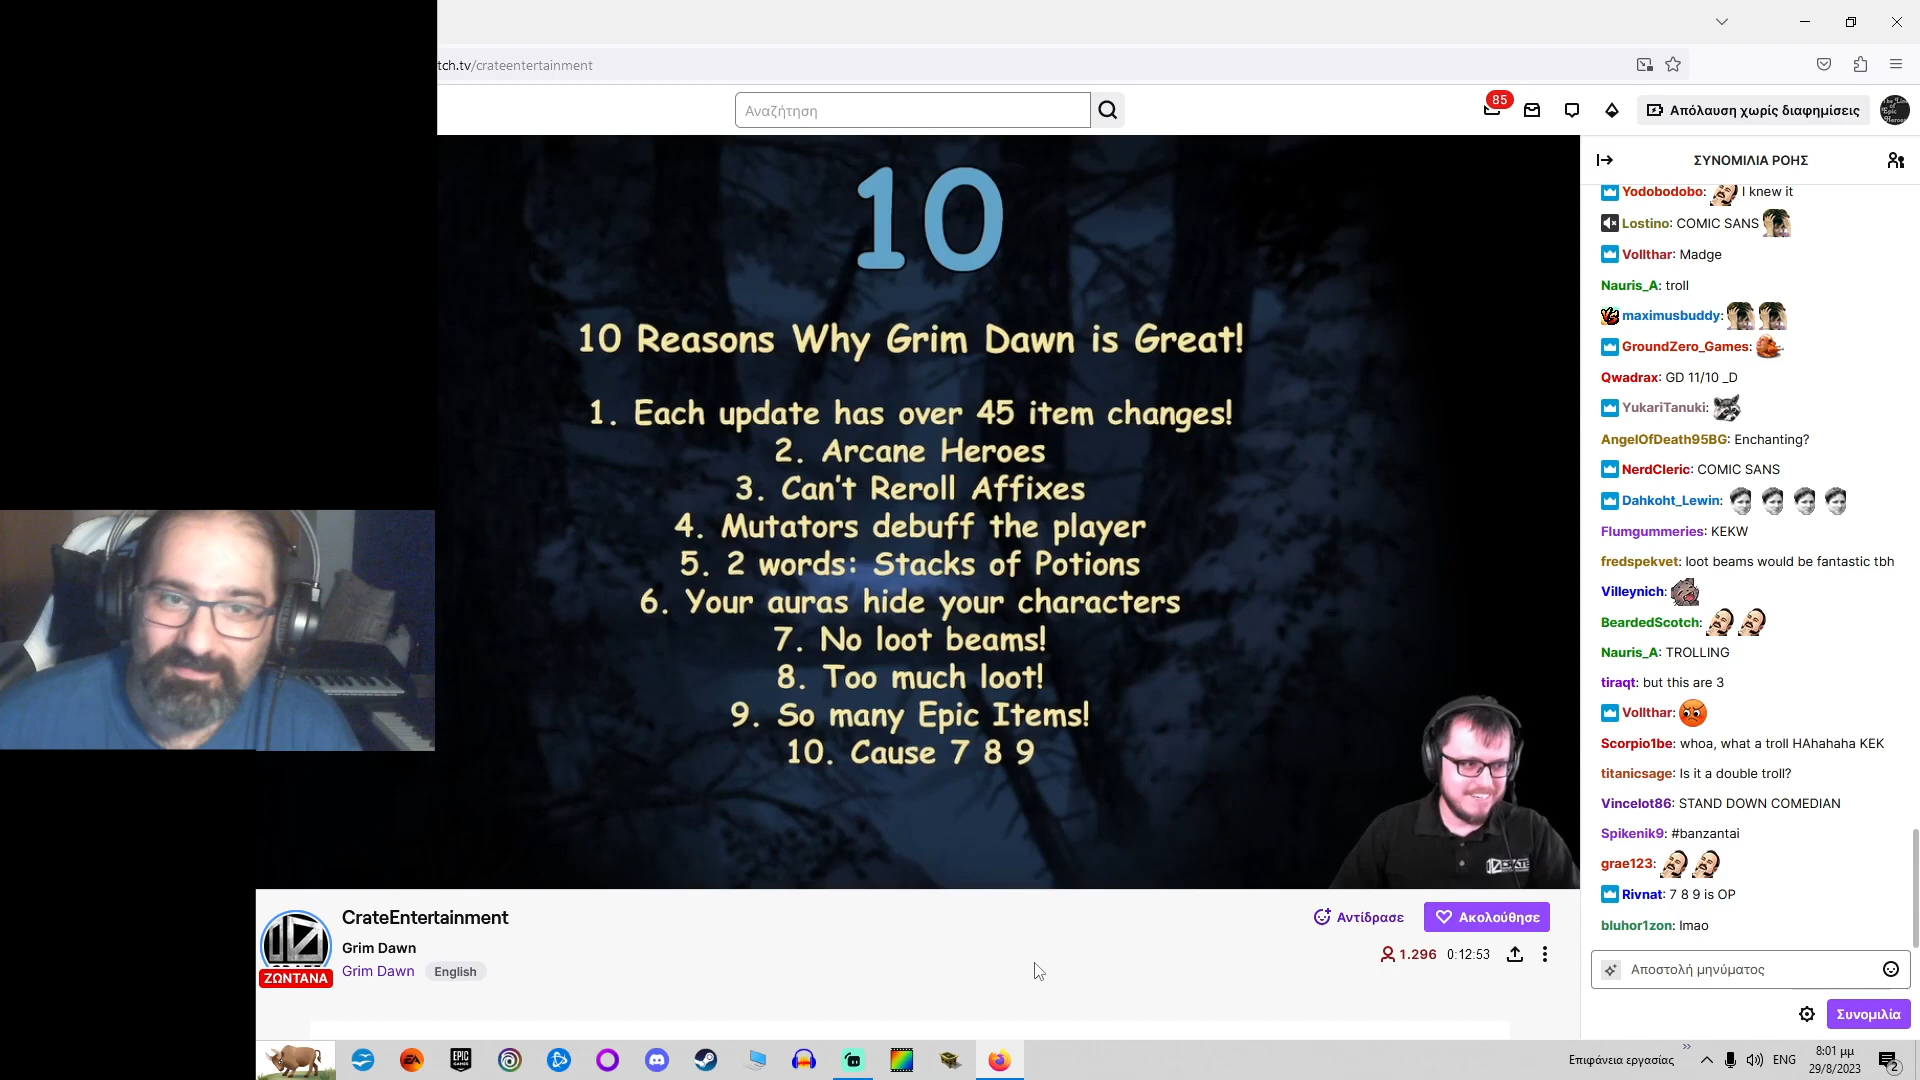 tch.tv/crateentertainment
Αναζήτηση
85
Απόλαυση χωρίς διαφημίσεις
10
10 Reasons Why Grim Dawn is Great!
1. Each update has over 45 item changes!
2. Arcane Heroes
3. Can't Reroll Affixes
4. Mutators debuff the player
5. 2 words: Stacks of Potions
6. Your auras hide your characters
7. No loot beams!
8. Too much loot!
9. So many Epic Items!
10. Cause 7 8 9
CRATE
ΣΥΝΟΜΙΛΙΑ ΡΟΗΣ
Yodobodobo: I knew it
Lostino: COMIC SANS
Vollthar: Madge
Nauris_A: troll
maximusbuddy:
GroundZero_Games:
Qwadrax: GD 11/10 _D
YukariTanuki:
AngelOfDeath95BG: Enchanting?
NerdCleric: COMIC SANS
Dahkoht_Lewin:
Flumgummeries: KEKW
fredspekvet: loot beams would be fantastic tbh
Villeynich:
BeardedScotch:
Nauris_A: TROLLING
tiraqt: but this are 3
Vollthar:
Scorpio1be: whoa, what a troll HAhahaha KEK
titanicsage: Is it a double troll?
Vincelot86: STAND DOWN COMEDIAN
Spikenik9: #banzantai
grae123:
Rivnat: 7 8 9 is OP
bluhor1zon: lmao
Αποστολή μηνύματος
Συνομιλία
CrateEntertainment
Grim Dawn
Grim Dawn English
ΖΩΝΤΑΝΑ
Αντίδρασε
Ακολούθησε
1.296 0:12:53
EA
EPIC GAMES
Επιφάνεια εργασίας
ENG
8:01 μμ
29/8/2023
2